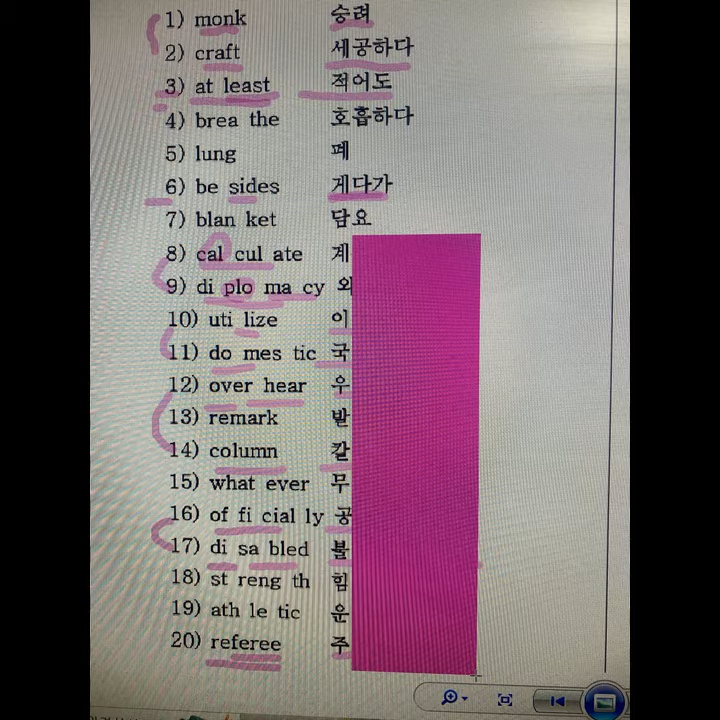 1) monk 승려
2) craft 세공하다
3) at least 적어도
4) brea the 호흡하다
5) lung 폐
6) be sides 게다가
7) blan ket 담요
8) cal cul ate 계
9) di plo ma cy 외
10) uti lize 이
11) do mes tic 국
12) over hear 우
13) remark 발
14) column 칼
15) what ever 무
16) of fi cial ly 공
17) di sa bled 불
18) st reng th 힘
19) ath le tic 운
20) referee 주